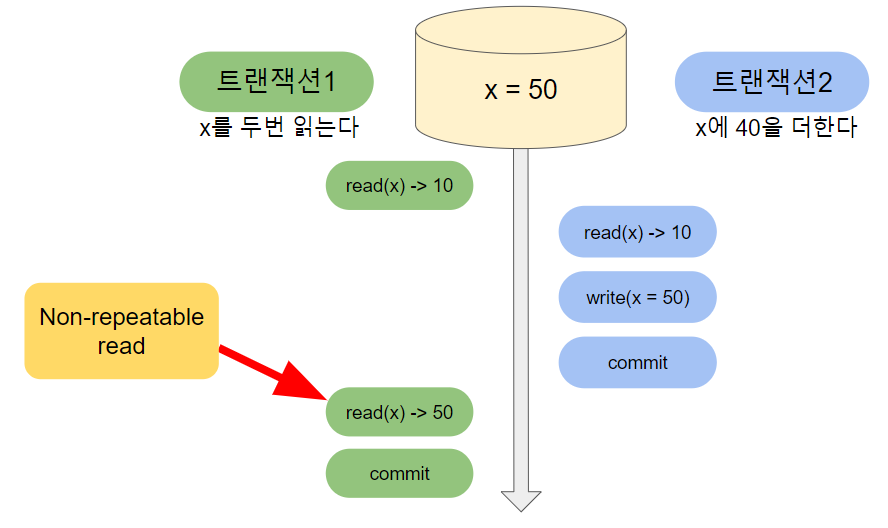 트랜잭션1
x를 두번 읽는다
x = 50
트랜잭션2
x에 40을 더한다
read(x) -> 10
read(x) -> 10
write(x = 50)
commit
Non-repeatable
read
read(x) -> 50
commit